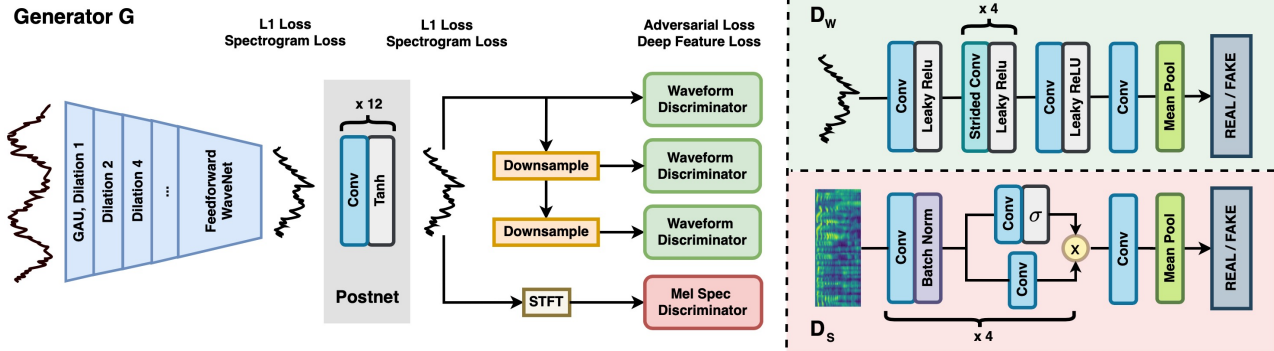 Generator G
L1 Loss
Spectrogram Loss
L1 Loss
Spectrogram Loss
Adversarial Loss
Deep Feature Loss
GAU, Dilation 1
Dilation 2
Dilation 4
...
Feedforward
WaveNet
x 12
Conv
Tanh
Postnet
Downsample
Downsample
STFT
Waveform
Discriminator
Waveform
Discriminator
Waveform
Discriminator
Mel Spec
Discriminator
D_W
x 4
Conv
Leaky Relu
Strided Conv
Leaky Relu
Conv
Leaky ReLU
Conv
Mean Pool
REAL / FAKE
D_S
Conv
Batch Norm
Conv
σ
Conv
x
Conv
Mean Pool
REAL / FAKE
x 4